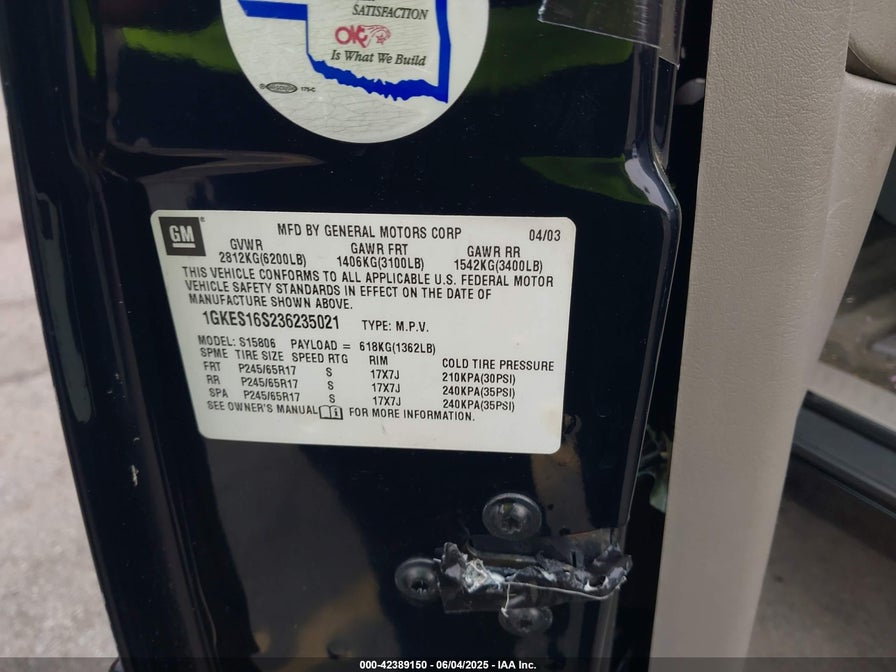 SATISFACTION
OKC
Is What We Build
175-C
GM
MFD BY GENERAL MOTORS CORP 04/03
GVWR GAWR FRT GAWR RR
2812KG(6200LB) 1406KG(3100LB) 1542KG(3400LB)
THIS VEHICLE CONFORMS TO ALL APPLICABLE U.S. FEDERAL MOTOR
VEHICLE SAFETY STANDARDS IN EFFECT ON THE DATE OF
MANUFACTURE SHOWN ABOVE.
1GKES16S236235021 TYPE: M.P.V.
MODEL: S15806 PAYLOAD = 618KG(1362LB)
SPME TIRE SIZE SPEED RTG RIM COLD TIRE PRESSURE
FRT P245/65R17 S 17X7J 210KPA(30PSI)
RR P245/65R17 S 17X7J 240KPA(35PSI)
SPA P245/65R17 S 17X7J 240KPA(35PSI)
SEE OWNER'S MANUAL FOR MORE INFORMATION.
000-42389150 - 06/04/2025 - IAA Inc.